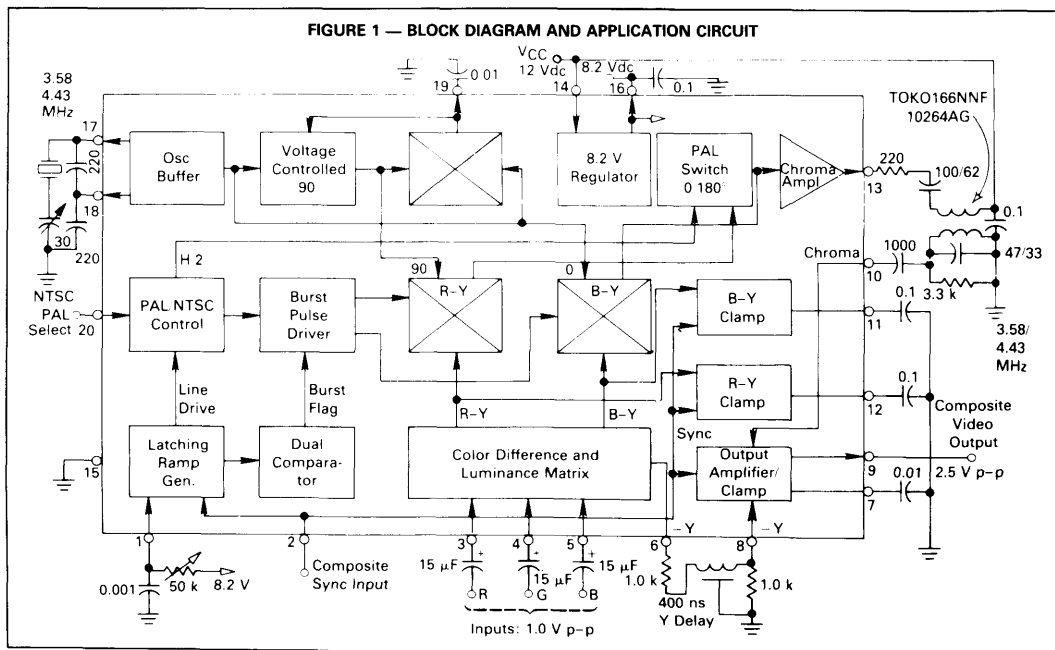 FIGURE 1 — BLOCK DIAGRAM AND APPLICATION CIRCUIT
3.58
4.43
MHz
17
220
18
30
220
NTSC
PAL
Select
20
15
Osc
Buffer
Voltage
Controlled
90
19
0 01
VCC
12 Vdc
14
8.2 Vdc
16
0.1
8.2 V
Regulator
PAL
Switch
0 180°
Chroma
Ampl
13
220
100/62
TOKO166NNF
10264AG
0.1
47/33
3.3 k
3.58/
4.43
MHz
Chroma
10
1000
H 2
PAL NTSC
Control
Burst
Pulse
Driver
90
R–Y
0
B–Y
B–Y
Clamp
11
0.1
R–Y
Clamp
12
0.1
Line
Drive
Burst
Flag
R–Y
B–Y
Sync
Latching
Ramp
Gen.
Dual
Compara-
tor
Color Difference and
Luminance Matrix
Output
Amplifier/
Clamp
Composite
Video
Output
9
2.5 V p–p
0.01
7
–Y
–Y
1
2
3
4
5
6
8
0.001
50 k
8.2 V
Composite
Sync Input
15 µF
+
R
15 µF
+
G
15 µF
+
B
Inputs: 1.0 V p–p
1.0 k
400 ns
Y Delay
1.0 k